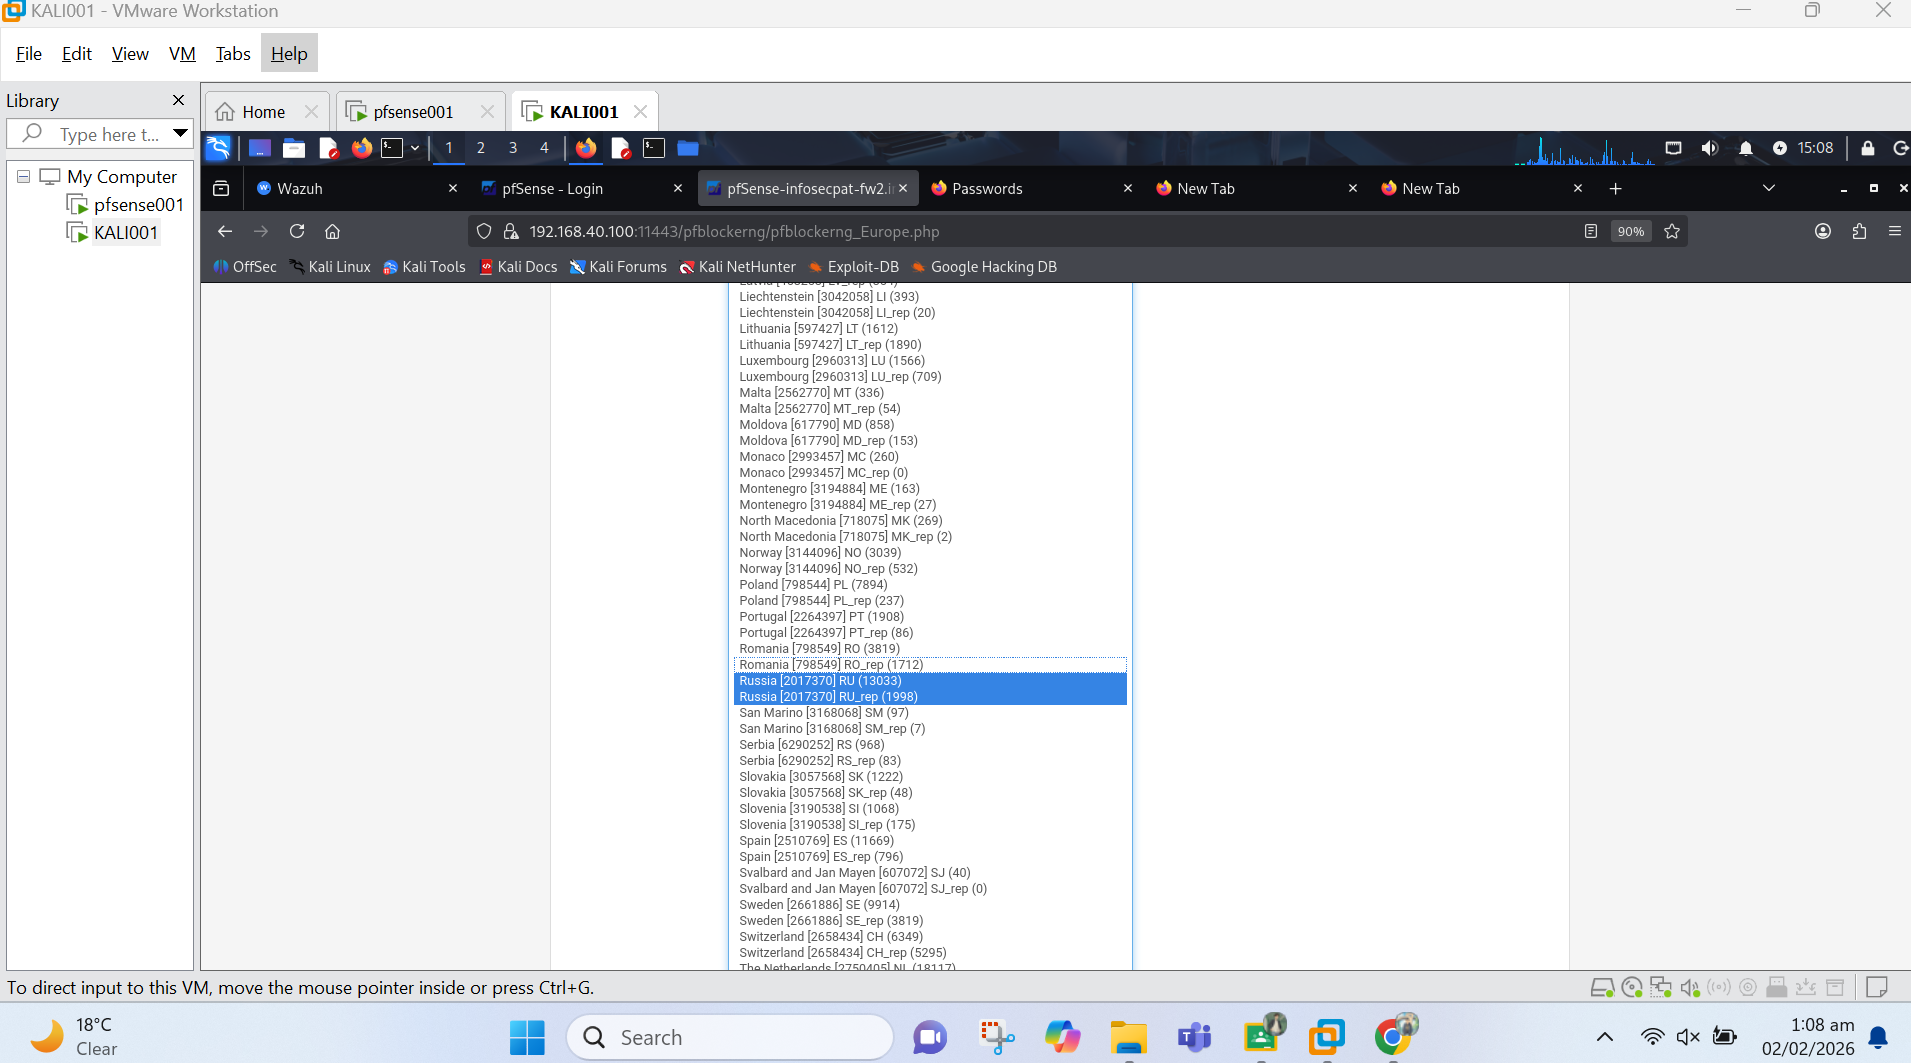 KALI001 - VMware Workstation
File Edit View VM Tabs Help
Library
Type here t...
My Computer
pfsense001
KALI001
Home
pfsense001
KALI001
1 2 3 4
15:08
Wazuh
pfSense - Login
pfSense-infosecpat-fw2.i
Passwords
New Tab
New Tab
192.168.40.100:11443/pfblockerng/pfblockerng_Europe.php
90%
OffSec Kali Linux Kali Tools Kali Docs Kali Forums Kali NetHunter Exploit-DB Google Hacking DB
Liechtenstein [3042058] LI (393)
Liechtenstein [3042058] LI_rep (20)
Lithuania [597427] LT (1612)
Lithuania [597427] LT_rep (1890)
Luxembourg [2960313] LU (1566)
Luxembourg [2960313] LU_rep (709)
Malta [2562770] MT (336)
Malta [2562770] MT_rep (54)
Moldova [617790] MD (858)
Moldova [617790] MD_rep (153)
Monaco [2993457] MC (260)
Monaco [2993457] MC_rep (0)
Montenegro [3194884] ME (163)
Montenegro [3194884] ME_rep (27)
North Macedonia [718075] MK (269)
North Macedonia [718075] MK_rep (2)
Norway [3144096] NO (3039)
Norway [3144096] NO_rep (532)
Poland [798544] PL (7894)
Poland [798544] PL_rep (237)
Portugal [2264397] PT (1908)
Portugal [2264397] PT_rep (86)
Romania [798549] RO (3819)
Romania [798549] RO_rep (1712)
Russia [2017370] RU (13033)
Russia [2017370] RU_rep (1998)
San Marino [3168068] SM (97)
San Marino [3168068] SM_rep (7)
Serbia [6290252] RS (968)
Serbia [6290252] RS_rep (83)
Slovakia [3057568] SK (1222)
Slovakia [3057568] SK_rep (48)
Slovenia [3190538] SI (1068)
Slovenia [3190538] SI_rep (175)
Spain [2510769] ES (11669)
Spain [2510769] ES_rep (796)
Svalbard and Jan Mayen [607072] SJ (40)
Svalbard and Jan Mayen [607072] SJ_rep (0)
Sweden [2661886] SE (9914)
Sweden [2661886] SE_rep (3819)
Switzerland [2658434] CH (6349)
Switzerland [2658434] CH_rep (5295)
The Netherlands [2750405] NL (18117)
To direct input to this VM, move the mouse pointer inside or press Ctrl+G.
18°C
Clear
Search
1:08 am
02/02/2026